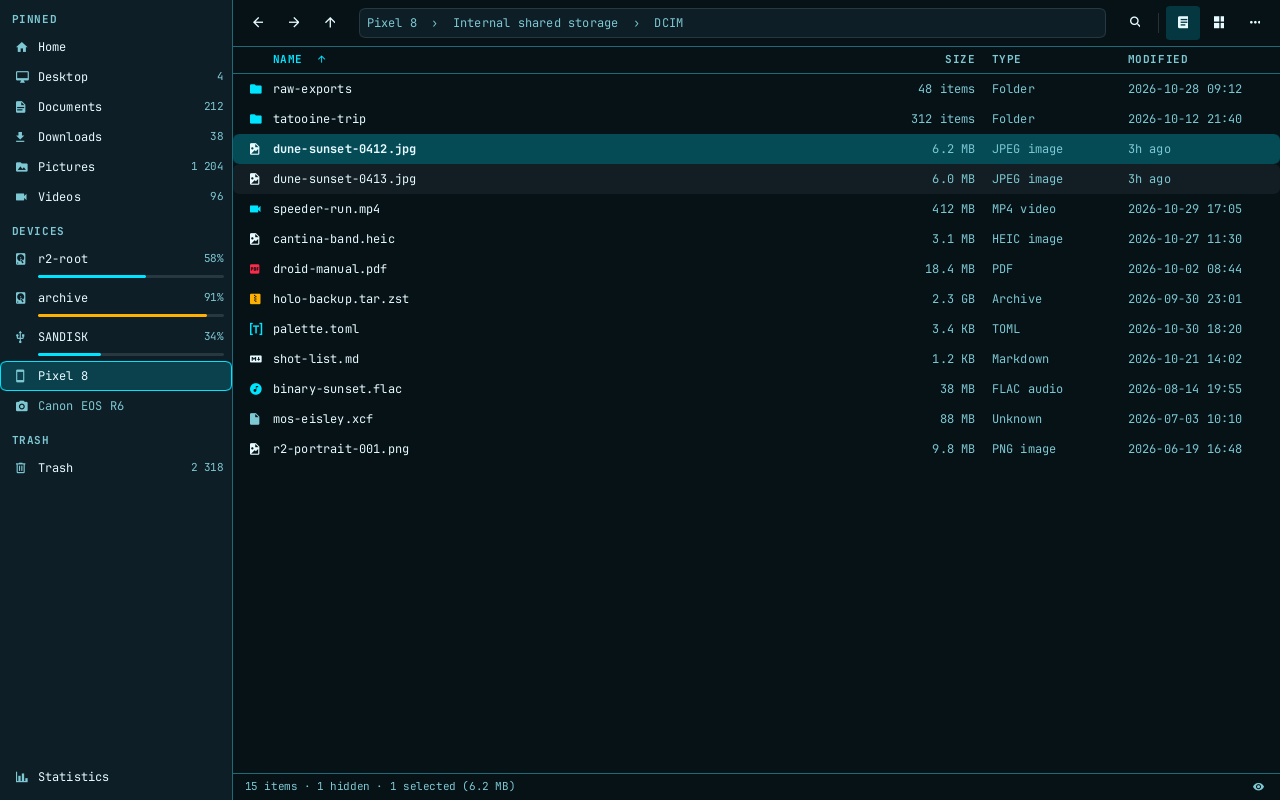 PINNED
Home
Desktop 4
Documents 212
Downloads 38
Pictures 1 204
Videos 96
DEVICES
r2-root 58%
archive 91%
SANDISK 34%
Pixel 8
Canon EOS R6
TRASH
Trash 2 318
Statistics
Pixel 8 › Internal shared storage › DCIM
NAME ↑ SIZE TYPE MODIFIED
raw-exports 48 items Folder 2026-10-28 09:12
tatooine-trip 312 items Folder 2026-10-12 21:40
dune-sunset-0412.jpg 6.2 MB JPEG image 3h ago
dune-sunset-0413.jpg 6.0 MB JPEG image 3h ago
speeder-run.mp4 412 MB MP4 video 2026-10-29 17:05
cantina-band.heic 3.1 MB HEIC image 2026-10-27 11:30
droid-manual.pdf 18.4 MB PDF 2026-10-02 08:44
holo-backup.tar.zst 2.3 GB Archive 2026-09-30 23:01
palette.toml 3.4 KB TOML 2026-10-30 18:20
shot-list.md 1.2 KB Markdown 2026-10-21 14:02
binary-sunset.flac 38 MB FLAC audio 2026-08-14 19:55
mos-eisley.xcf 88 MB Unknown 2026-07-03 10:10
r2-portrait-001.png 9.8 MB PNG image 2026-06-19 16:48
15 items · 1 hidden · 1 selected (6.2 MB)